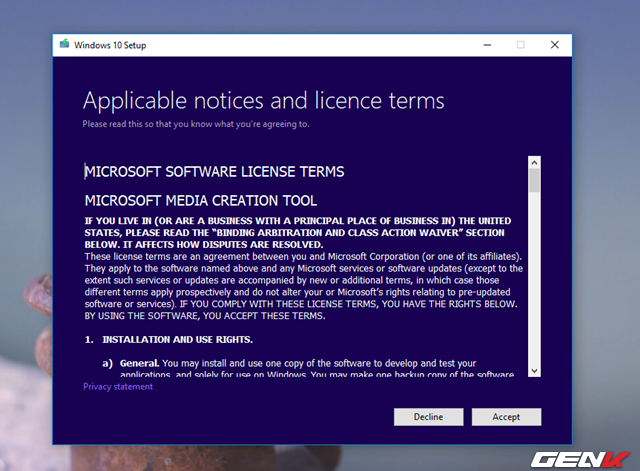 Windows 10 Setup
Applicable notices and licence terms
Please read this so that you know what you're agreeing to.
MICROSOFT SOFTWARE LICENSE TERMS
MICROSOFT MEDIA CREATION TOOL
IF YOU LIVE IN (OR ARE A BUSINESS WITH A PRINCIPAL PLACE OF BUSINESS IN) THE UNITED
STATES, PLEASE READ THE “BINDING ARBITRATION AND CLASS ACTION WAIVER” SECTION
BELOW. IT AFFECTS HOW DISPUTES ARE RESOLVED.
These license terms are an agreement between you and Microsoft Corporation (or one of its affiliates).
They apply to the software named above and any Microsoft services or software updates (except to the
extent such services or updates are accompanied by new or additional terms, in which case those
different terms apply prospectively and do not alter your or Microsoft’s rights relating to pre-updated
software or services). IF YOU COMPLY WITH THESE LICENSE TERMS, YOU HAVE THE RIGHTS BELOW.
BY USING THE SOFTWARE, YOU ACCEPT THESE TERMS.
1. INSTALLATION AND USE RIGHTS.
a) General. You may install and use one copy of the software to develop and test your
applications, and solely for use on Windows. You may make one backup copy of the software
Privacy statement
Decline Accept
GENK